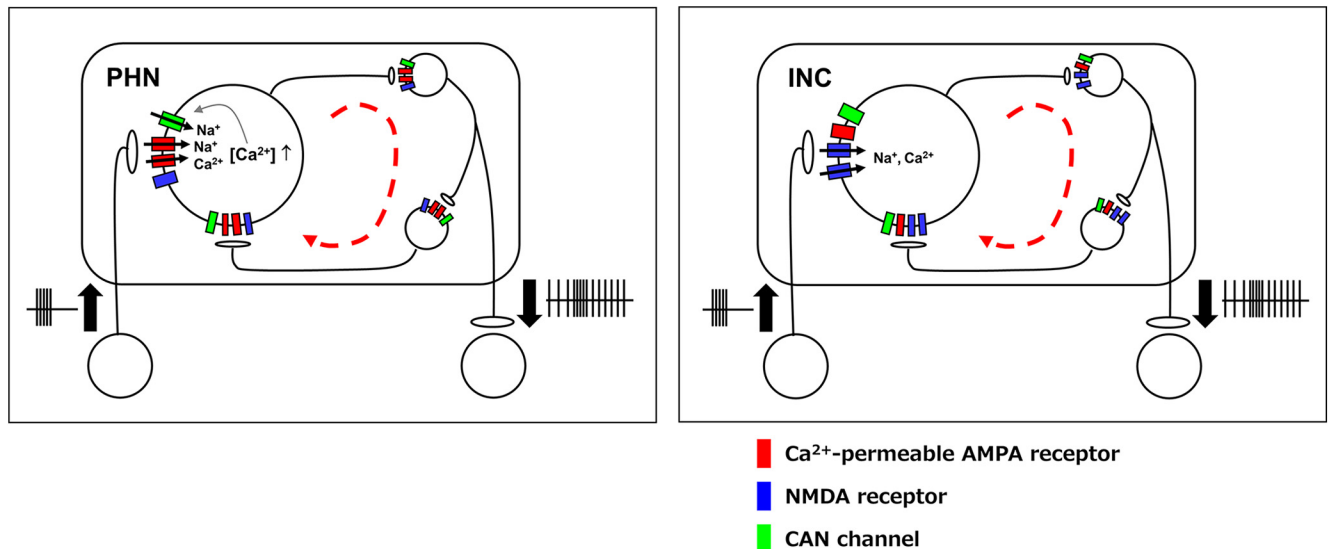 PHN
Na⁺
Na⁺
Ca²⁺
[Ca²⁺] ↑
INC
Na⁺, Ca²⁺
Ca²⁺-permeable AMPA receptor
NMDA receptor
CAN channel